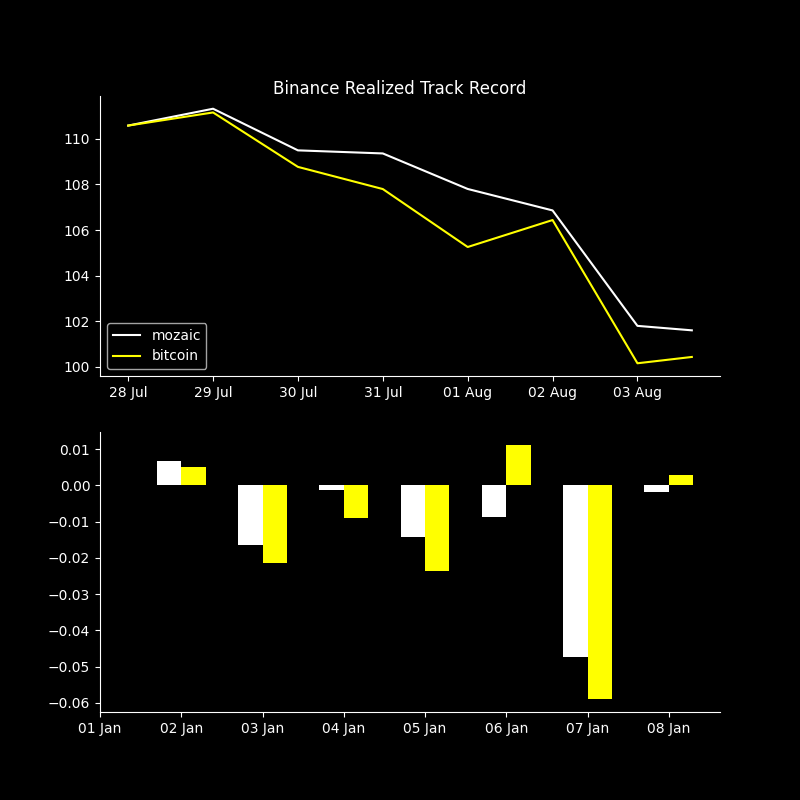 Binance Realized Track Record
110
108
106
104
102
100
mozaic
bitcoin
28 Jul 29 Jul 30 Jul 31 Jul 01 Aug 02 Aug 03 Aug
0.01
0.00
−0.01
−0.02
−0.03
−0.04
−0.05
−0.06
01 Jan 02 Jan 03 Jan 04 Jan 05 Jan 06 Jan 07 Jan 08 Jan